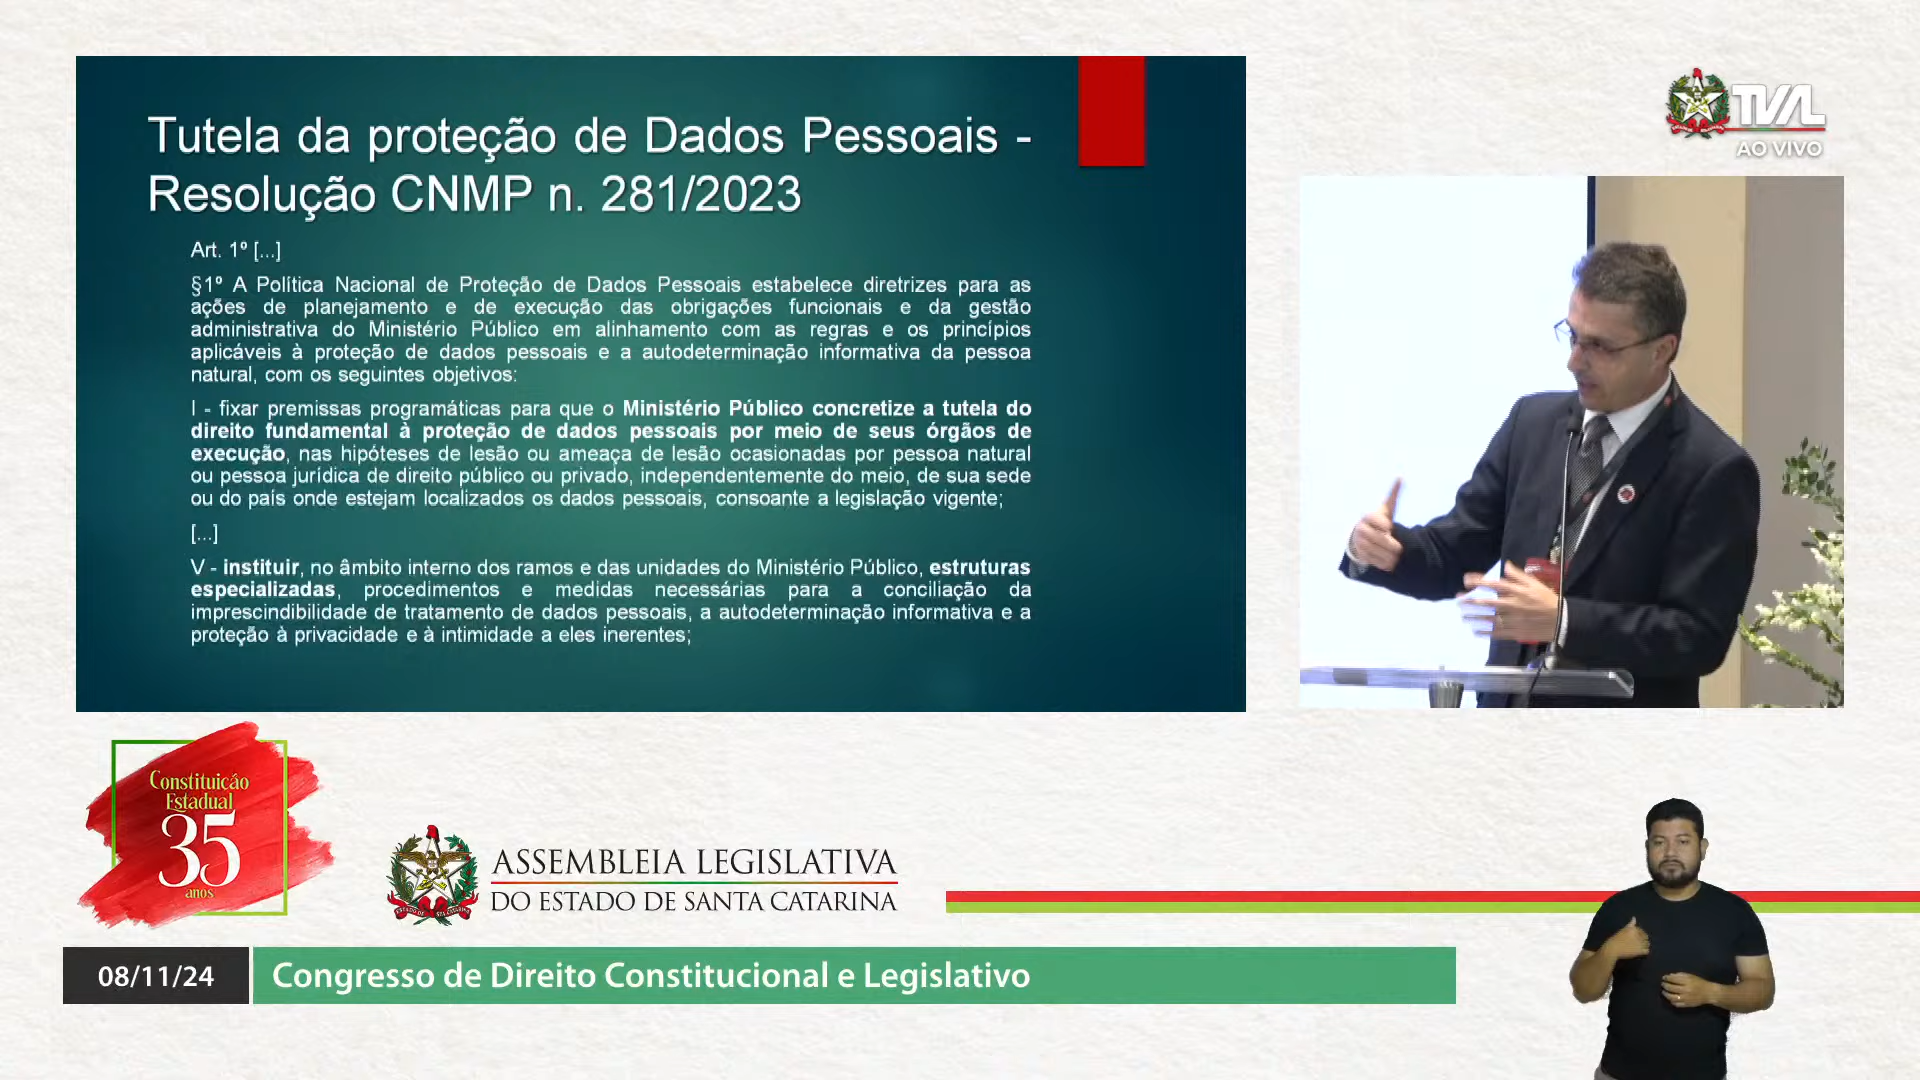 Tutela da proteção de Dados Pessoais -
Resolução CNMP n. 281/2023
Art. 1º [...]
§1º A Política Nacional de Proteção de Dados Pessoais estabelece diretrizes para as
ações de planejamento e de execução das obrigações funcionais e da gestão
administrativa do Ministério Público em alinhamento com as regras e os princípios
aplicáveis à proteção de dados pessoais e a autodeterminação informativa da pessoa
natural, com os seguintes objetivos:
I - fixar premissas programáticas para que o Ministério Público concretize a tutela do
direito fundamental à proteção de dados pessoais por meio de seus órgãos de
execução, nas hipóteses de lesão ou ameaça de lesão ocasionadas por pessoa natural
ou pessoa jurídica de direito público ou privado, independentemente do meio, de sua sede
ou do país onde estejam localizados os dados pessoais, consoante a legislação vigente;
[...]
V - instituir, no âmbito interno dos ramos e das unidades do Ministério Público, estruturas
especializadas, procedimentos e medidas necessárias para a conciliação da
imprescindibilidade de tratamento de dados pessoais, a autodeterminação informativa e a
proteção à privacidade e à intimidade a eles inerentes;
TVAL
AO VIVO
Constituição
Estadual
35
anos
ASSEMBLEIA LEGISLATIVA
DO ESTADO DE SANTA CATARINA
08/11/24
Congresso de Direito Constitucional e Legislativo